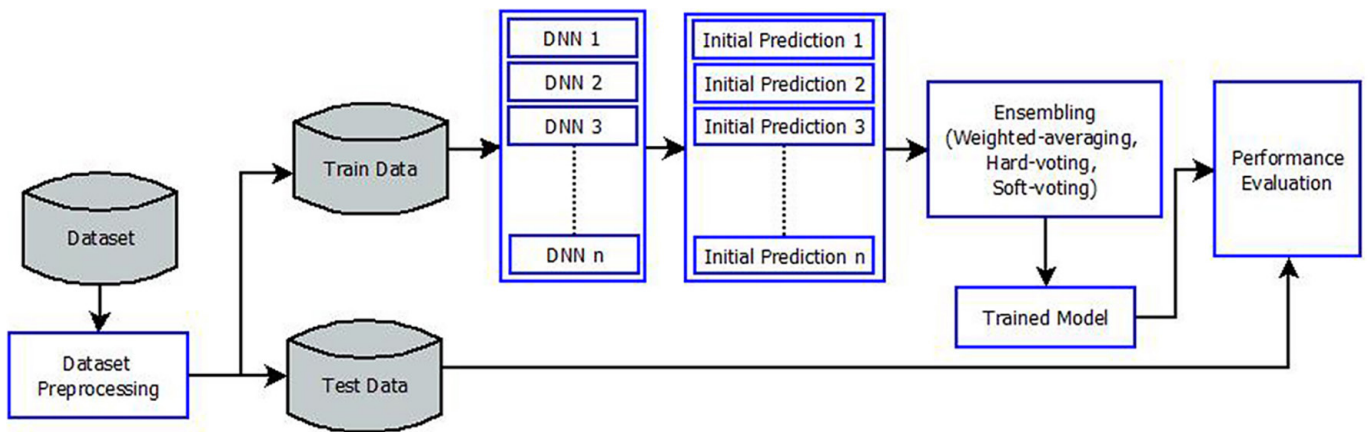 Dataset
Dataset
Preprocessing
Train Data
Test Data
DNN 1
DNN 2
DNN 3
DNN n
Initial Prediction 1
Initial Prediction 2
Initial Prediction 3
Initial Prediction n
Ensembling
(Weighted-averaging,
Hard-voting,
Soft-voting)
Trained Model
Performance
Evaluation